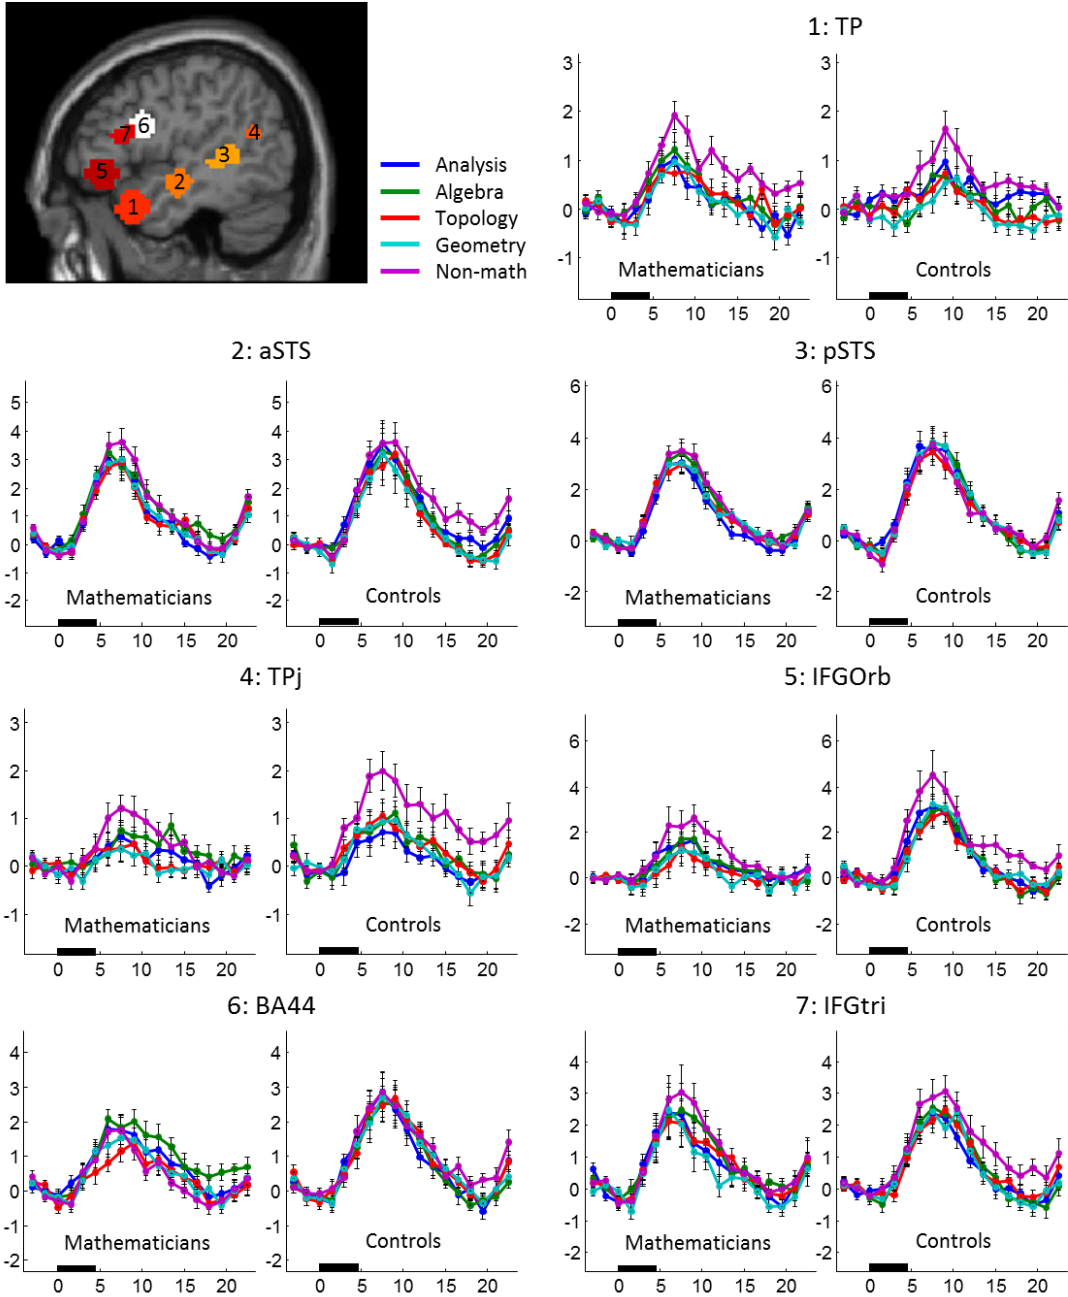 1: TP
7
6
4
5
3
2
1
Analysis
Algebra
Topology
Geometry
Non-math
3
2
1
0
-1
Mathematicians
0 5 10 15 20
3
2
1
0
-1
Controls
0 5 10 15 20
2: aSTS
5
4
3
2
1
0
-1
-2
Mathematicians
0 5 10 15 20
5
4
3
2
1
0
-1
-2
Controls
0 5 10 15 20
3: pSTS
6
4
2
0
-2
Mathematicians
0 5 10 15 20
6
4
2
0
-2
Controls
0 5 10 15 20
4: TPj
3
2
1
0
-1
Mathematicians
0 5 10 15 20
3
2
1
0
-1
Controls
0 5 10 15 20
5: IFGOrb
6
4
2
0
-2
Mathematicians
0 5 10 15 20
6
4
2
0
-2
Controls
0 5 10 15 20
6: BA44
4
3
2
1
0
-1
-2
Mathematicians
0 5 10 15 20
4
3
2
1
0
-1
-2
Controls
0 5 10 15 20
7: IFGtri
4
3
2
1
0
-1
-2
Mathematicians
0 5 10 15 20
4
3
2
1
0
-1
-2
Controls
0 5 10 15 20